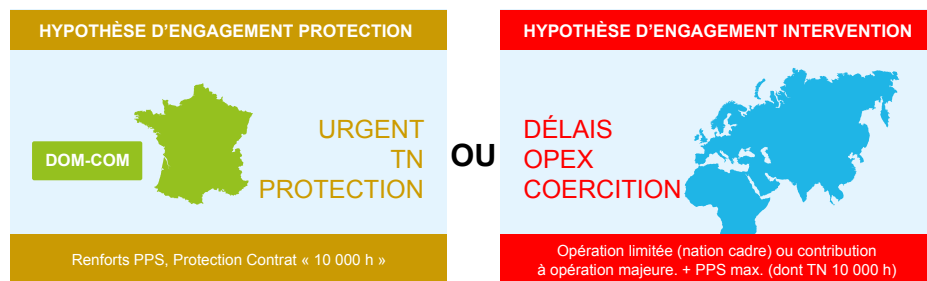 HYPOTHÈSE D'ENGAGEMENT PROTECTION
DOM-COM
URGENT
TN
PROTECTION
Renforts PPS, Protection Contrat « 10 000 h »
OU
HYPOTHÈSE D'ENGAGEMENT INTERVENTION
DÉLAIS
OPEX
COERCITION
Opération limitée (nation cadre) ou contribution
à opération majeure. + PPS max. (dont TN 10 000 h)